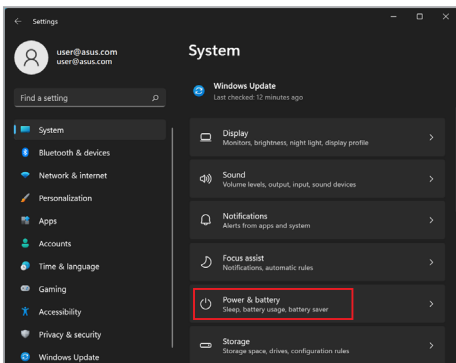 Settings
user@asus.com
user@asus.com
Find a setting
System
Bluetooth & devices
Network & internet
Personalization
Apps
Accounts
Time & language
Gaming
Accessibility
Privacy & security
Windows Update
System
Windows Update
Last checked: 12 minutes ago
Display
Monitors, brightness, night light, display profile
Sound
Volume levels, output, input, sound devices
Notifications
Alerts from apps and system
Focus assist
Notifications, automatic rules
Power & battery
Sleep, battery usage, battery saver
Storage
Storage space, drives, configuration rules